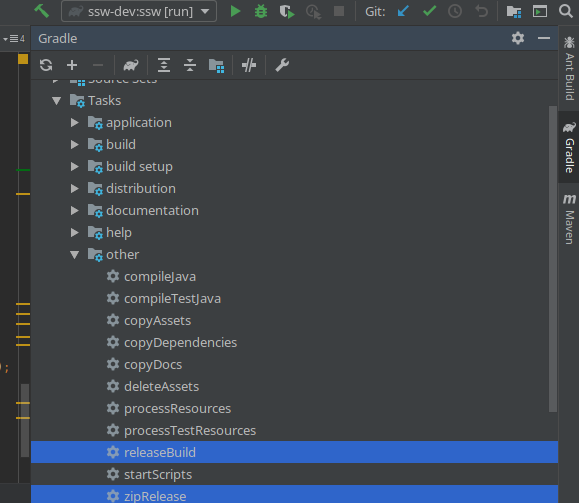 ssw-dev:ssw [run]
Git:
4
Gradle
Source Sets
Tasks
application
build
build setup
distribution
documentation
help
other
compileJava
compileTestJava
copyAssets
copyDependencies
copyDocs
deleteAssets
processResources
processTestResources
releaseBuild
startScripts
zipRelease
);
Ant Build
Gradle
m
Maven